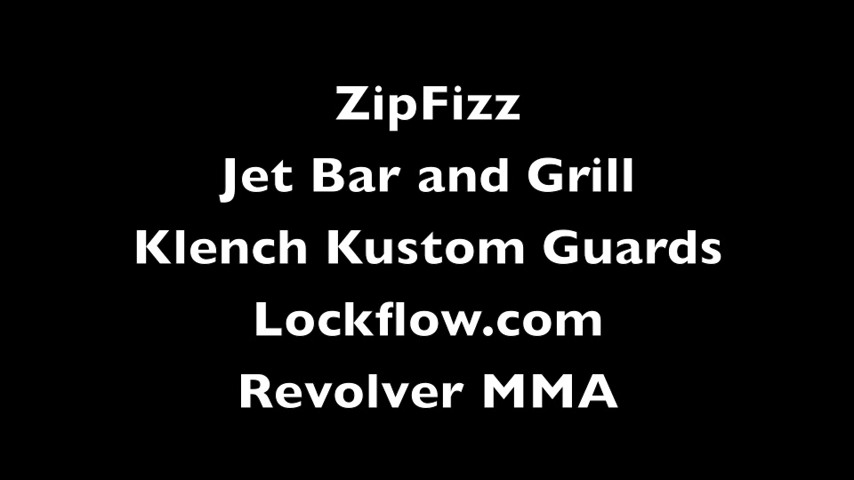 ZipFizz
Jet Bar and Grill
Klench Kustom Guards
Lockflow.com
Revolver MMA